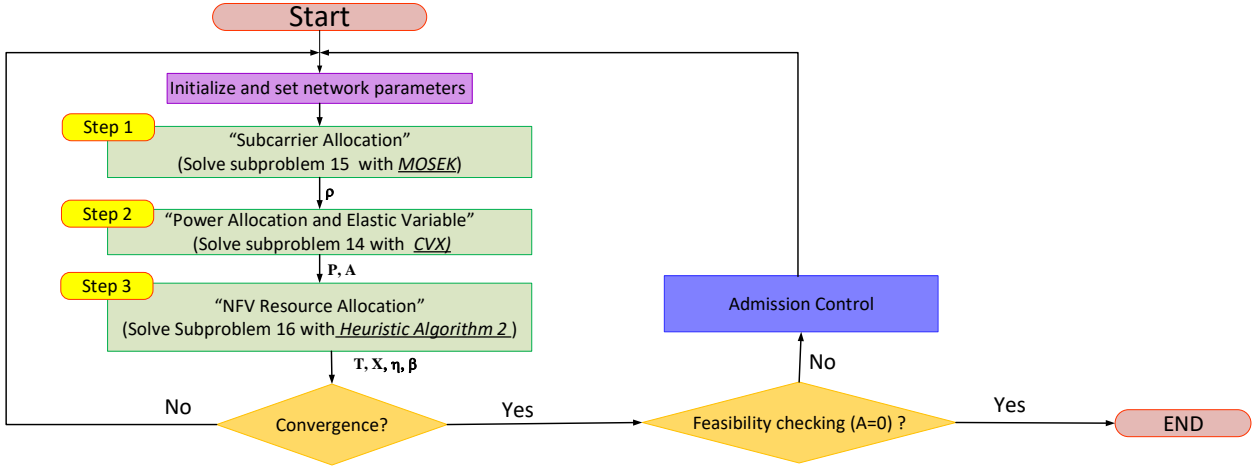 Start
Initialize and set network parameters
Step 1
“Subcarrier Allocation”
(Solve subproblem 15 with MOSEK)
ρ
Step 2
“Power Allocation and Elastic Variable”
(Solve subproblem 14 with CVX)
P, A
Step 3
“NFV Resource Allocation”
(Solve Subproblem 16 with Heuristic Algorithm 2 )
T, X, η, β
Admission Control
No
No
Convergence?
Yes
Feasibility checking (A=0) ?
Yes
END